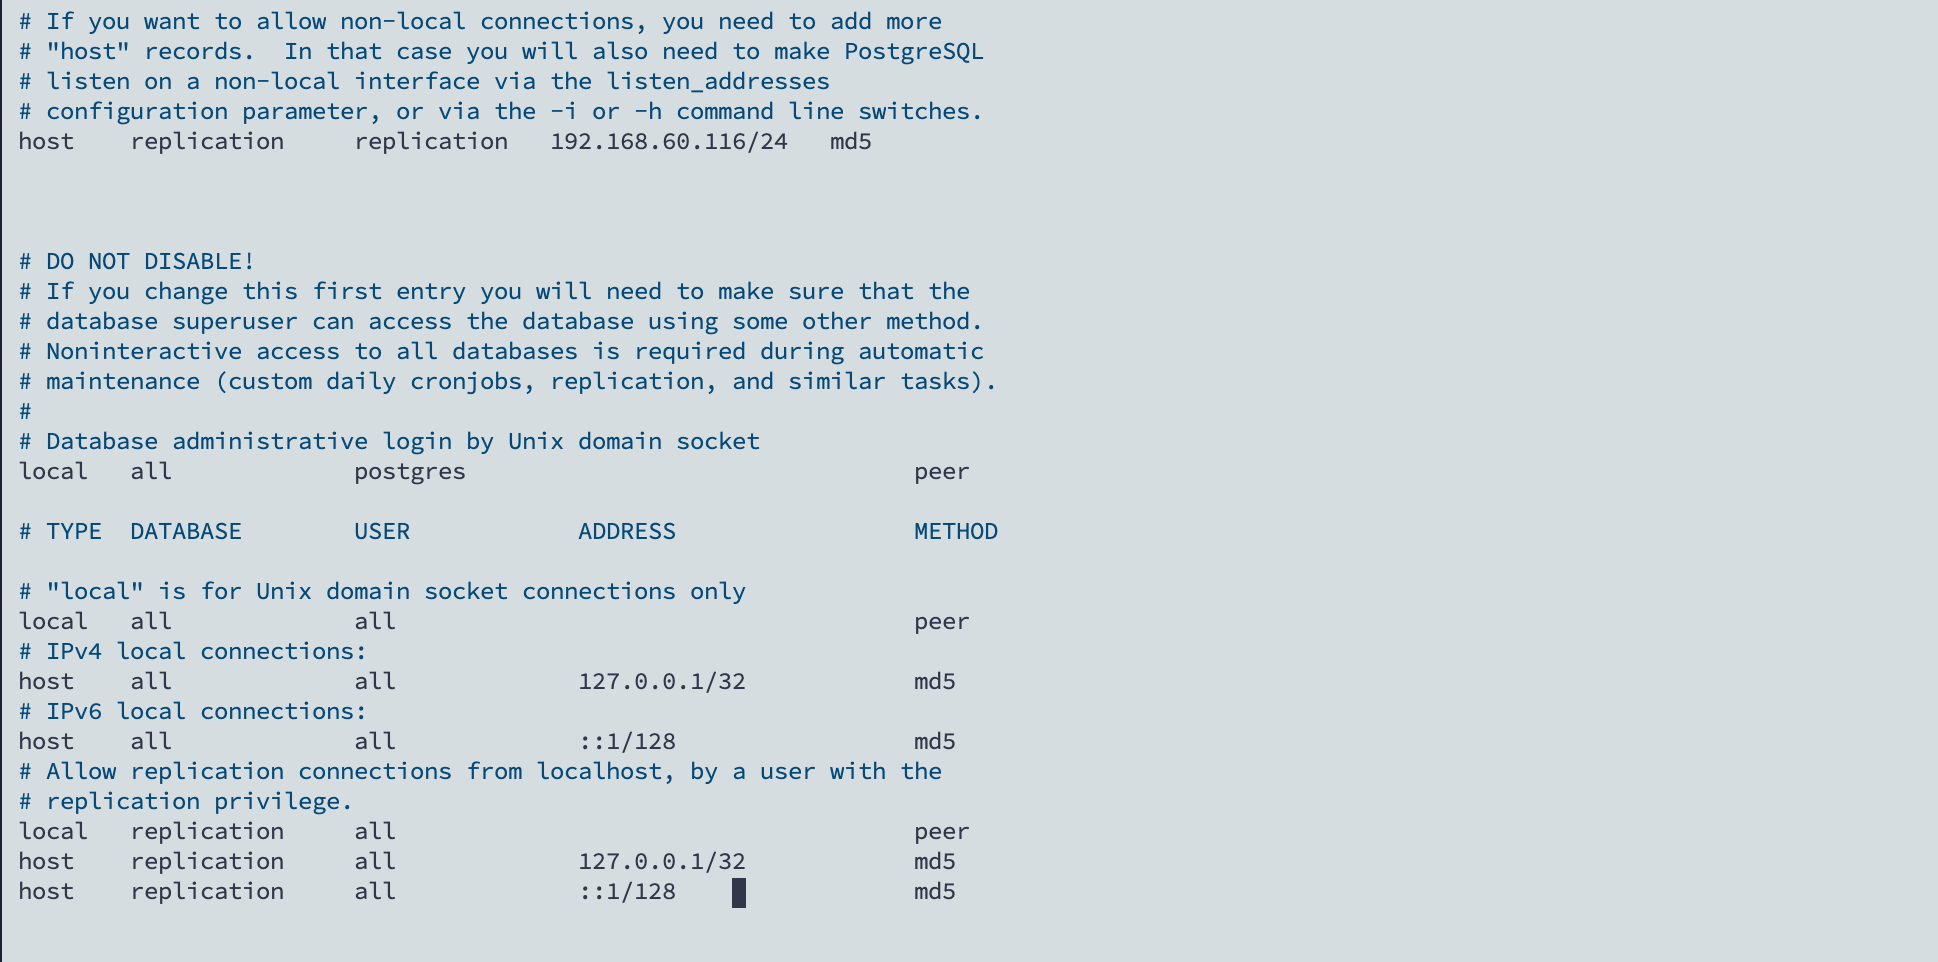 # If you want to allow non-local connections, you need to add more
# "host" records.  In that case you will also need to make PostgreSQL
# listen on a non-local interface via the listen_addresses
# configuration parameter, or via the -i or -h command line switches.
host    replication     replication   192.168.60.116/24   md5
# DO NOT DISABLE!
# If you change this first entry you will need to make sure that the
# database superuser can access the database using some other method.
# Noninteractive access to all databases is required during automatic
# maintenance (custom daily cronjobs, replication, and similar tasks).
#
# Database administrative login by Unix domain socket
local   all             postgres                                peer
# TYPE  DATABASE        USER            ADDRESS                 METHOD
# "local" is for Unix domain socket connections only
local   all             all                                     peer
# IPv4 local connections:
host    all             all             127.0.0.1/32            md5
# IPv6 local connections:
host    all             all             ::1/128                 md5
# Allow replication connections from localhost, by a user with the
# replication privilege.
local   replication     all                                     peer
host    replication     all             127.0.0.1/32            md5
host    replication     all             ::1/128                 md5